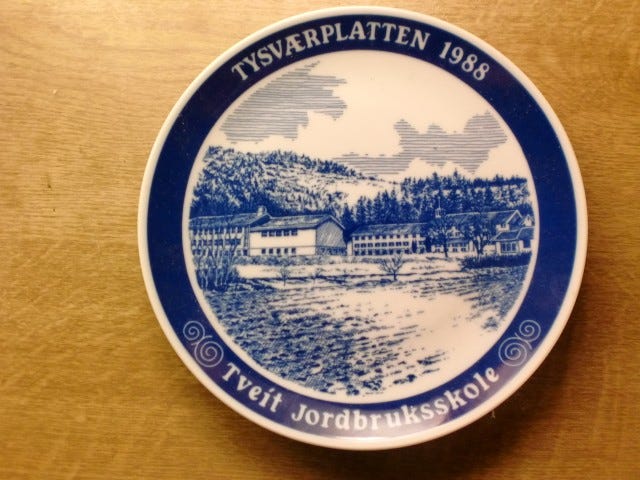 TYSVÆRPLATTEN 1988
Tveit Jordbruksskole